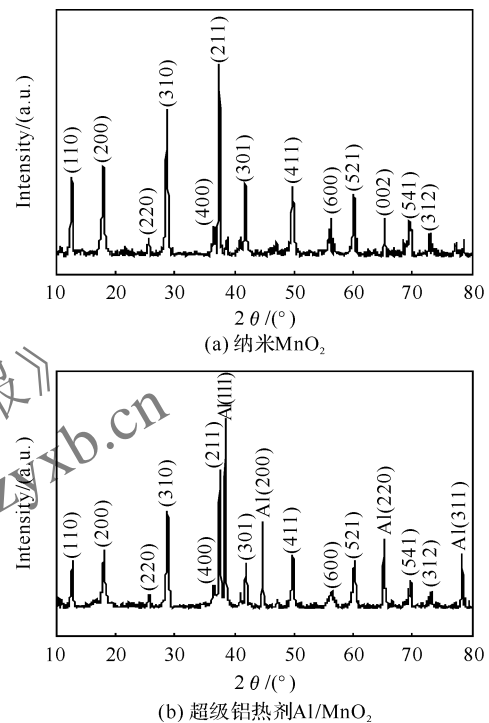 Intensity/(a.u.)
(110)
(200)
(220)
(310)
(400)
(211)
(301)
(411)
(600)
(521)
(002)
(541)
(312)
10 20 30 40 50 60 70 80
2θ/(°)
(a) 纳米MnO₂
报》
zyxb.cn
Intensity/(a.u.)
(110)
(200)
(220)
(310)
(400)
(211)
Al(111)
(301)
Al(200)
(411)
(600)
(521)
Al(220)
(541)
(312)
Al(311)
10 20 30 40 50 60 70 80
2θ/(°)
(b) 超级铝热剂Al/MnO₂